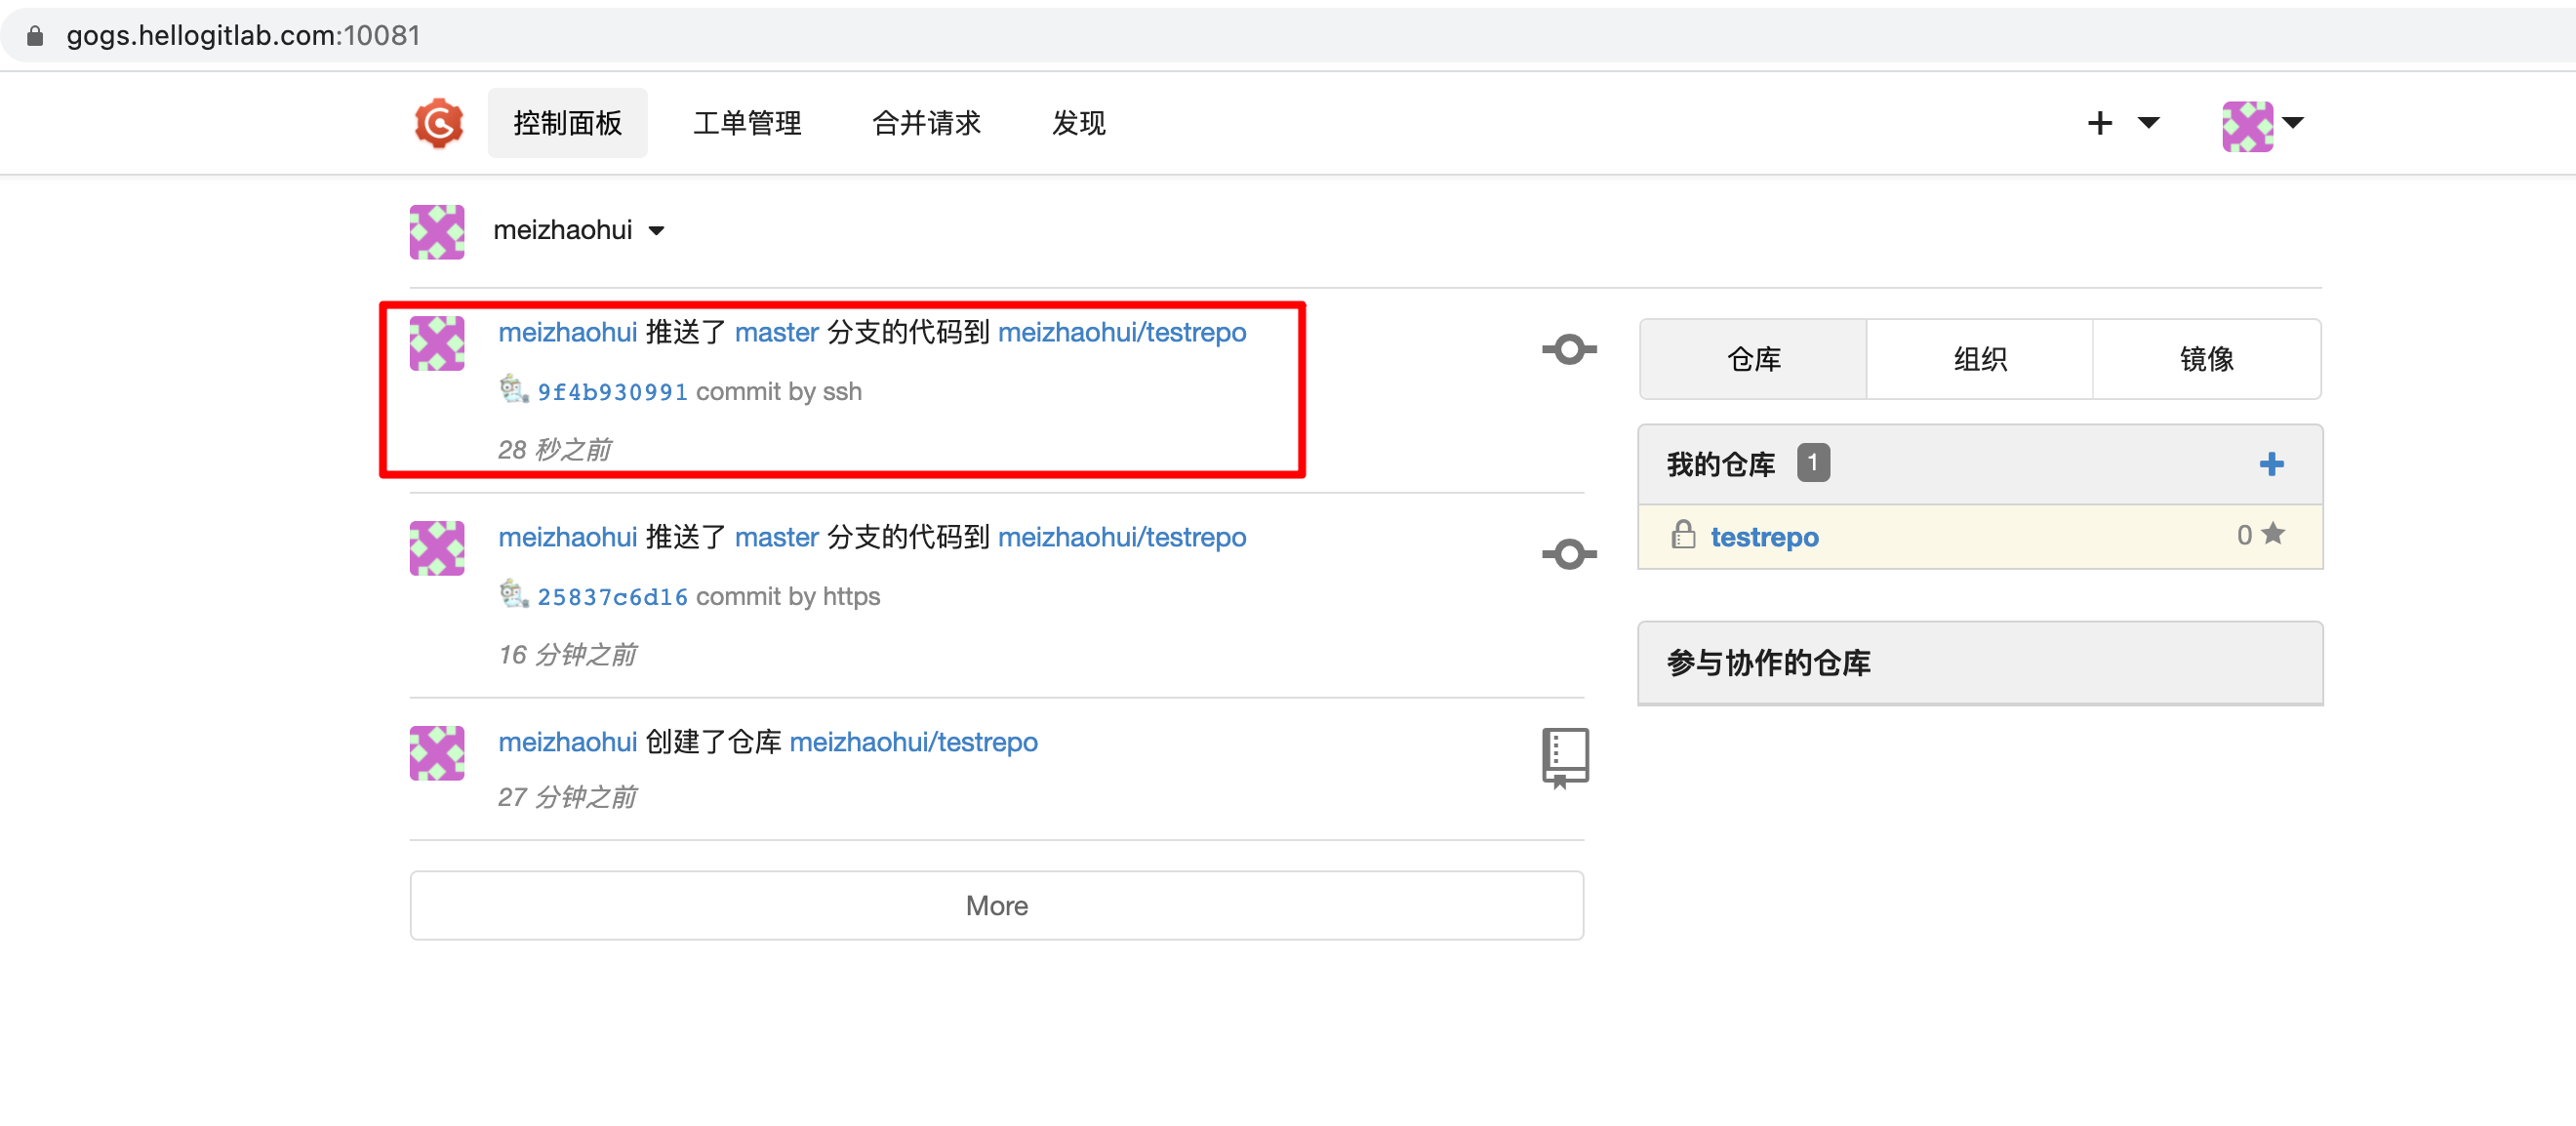 gogs.hellogitlab.com:10081
控制面板 工单管理 合并请求 发现
meizhaohui
meizhaohui 推送了 master 分支的代码到 meizhaohui/testrepo
9f4b930991 commit by ssh
28 秒之前
meizhaohui 推送了 master 分支的代码到 meizhaohui/testrepo
25837c6d16 commit by https
16 分钟之前
meizhaohui 创建了仓库 meizhaohui/testrepo
27 分钟之前
More
仓库 组织 镜像
我的仓库 1
testrepo 0
参与协作的仓库